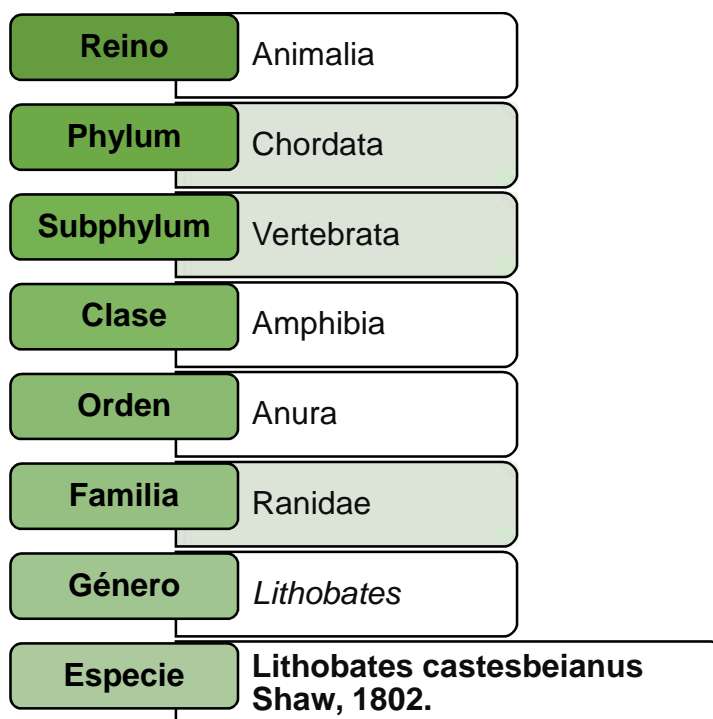 Reino Animalia
Phylum Chordata
Subphylum Vertebrata
Clase Amphibia
Orden Anura
Familia Ranidae
Género Lithobates
Especie Lithobates castesbeianus
Shaw, 1802.